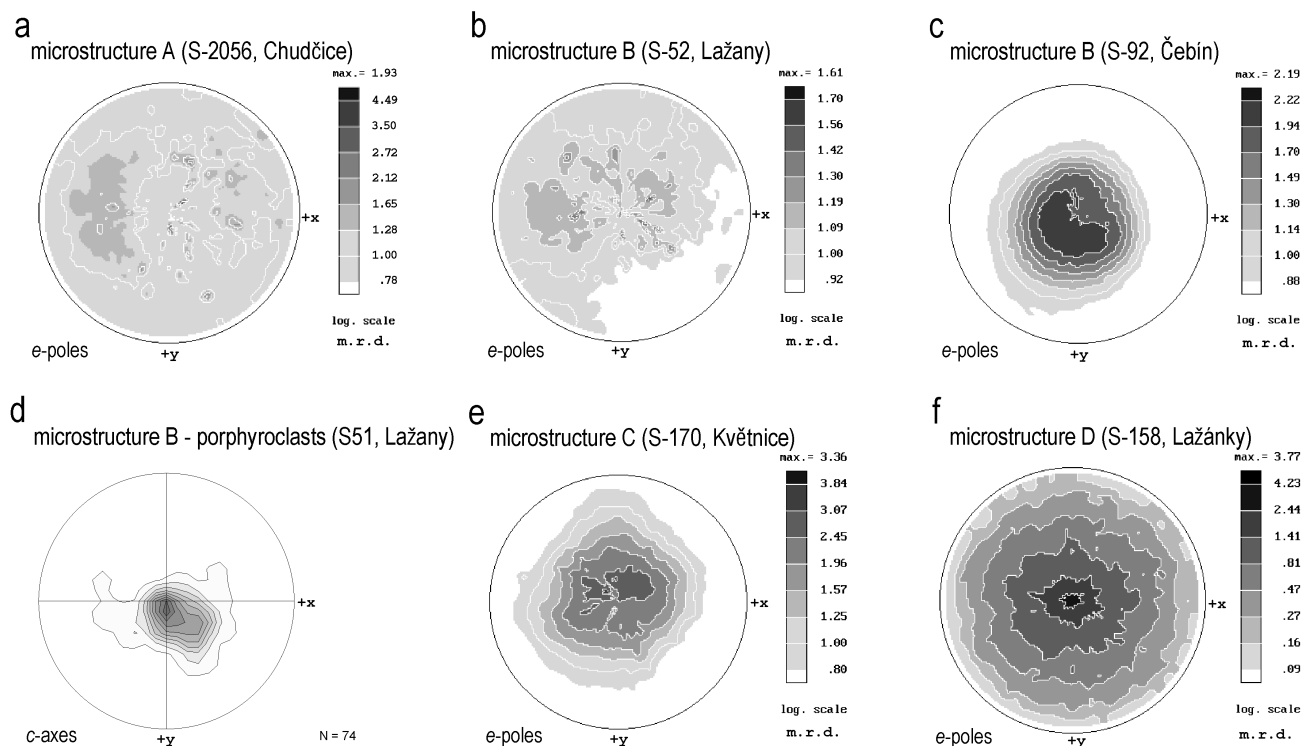 a
microstructure A (S-2056, Chudčice)
max.= 1.93
4.49
3.50
2.72
2.12
1.65
1.28
1.00
.78
+x
log. scale
m.r.d.
e-poles
+y
b
microstructure B (S-52, Lažany)
max.= 1.61
1.70
1.56
1.42
1.30
1.19
1.09
1.00
.92
+x
log. scale
m.r.d.
e-poles
+y
c
microstructure B (S-92, Čebín)
max.= 2.19
2.22
1.94
1.70
1.49
1.30
1.14
1.00
.88
+x
log. scale
m.r.d.
e-poles
+y
d
microstructure B - porphyroclasts (S51, Lažany)
+x
c-axes
+y
N = 74
e
microstructure C (S-170, Květnice)
max.= 3.36
3.84
3.07
2.45
1.96
1.57
1.25
1.00
.80
+x
log. scale
m.r.d.
e-poles
+y
f
microstructure D (S-158, Lažánky)
max.= 3.77
4.23
2.44
1.41
.81
.47
.27
.16
.09
+x
log. scale
m.r.d.
e-poles
+y